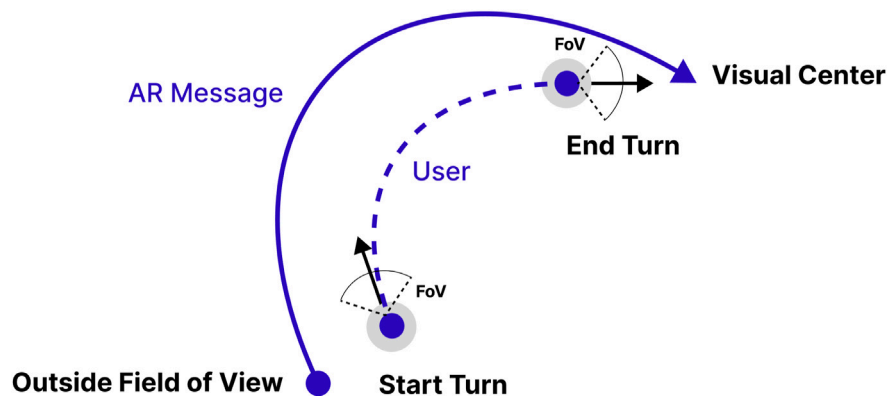 FoV
Visual Center
AR Message
End Turn
User
FoV
Outside Field of View
Start Turn